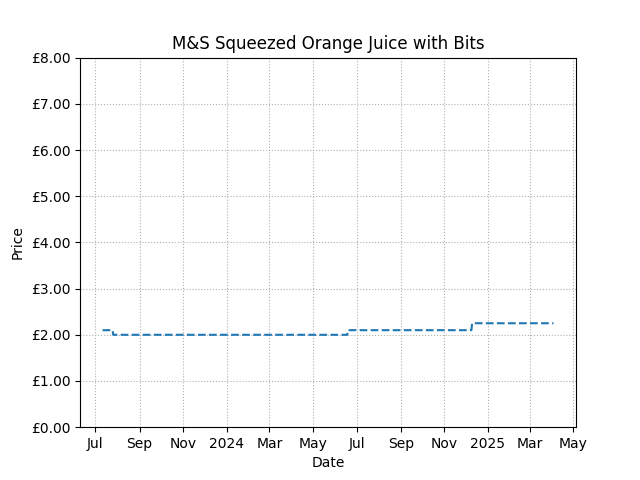 M&S Squeezed Orange Juice with Bits
£8.00
£7.00
£6.00
£5.00
£4.00
£3.00
£2.00
£1.00
£0.00
Price
Jul Sep Nov 2024 Mar May Jul Sep Nov 2025 Mar May
Date